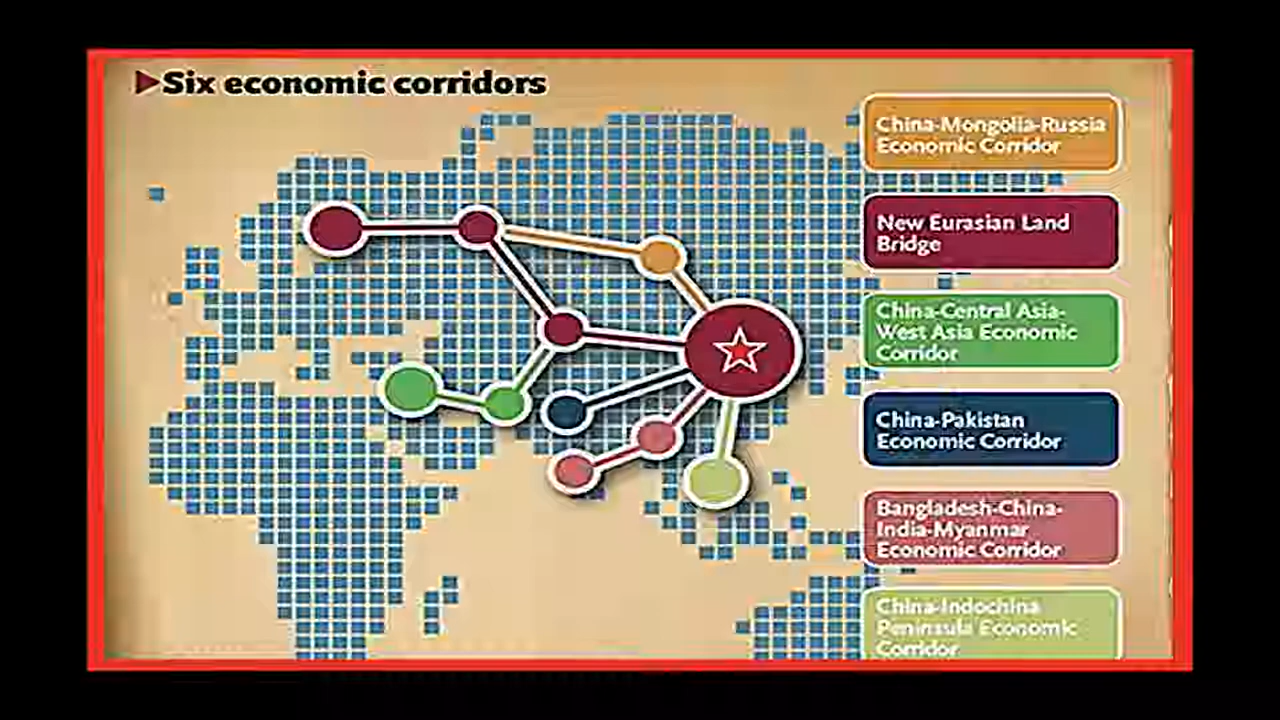 Six economic corridors
China-Mongolia-Russia
Economic Corridor
New Eurasian Land
Bridge
China-Central Asia-
West Asia Economic
Corridor
China-Pakistan
Economic Corridor
Bangladesh-China-
India-Myanmar
Economic Corridor
China-Indochina
Peninsula Economic
Corridor